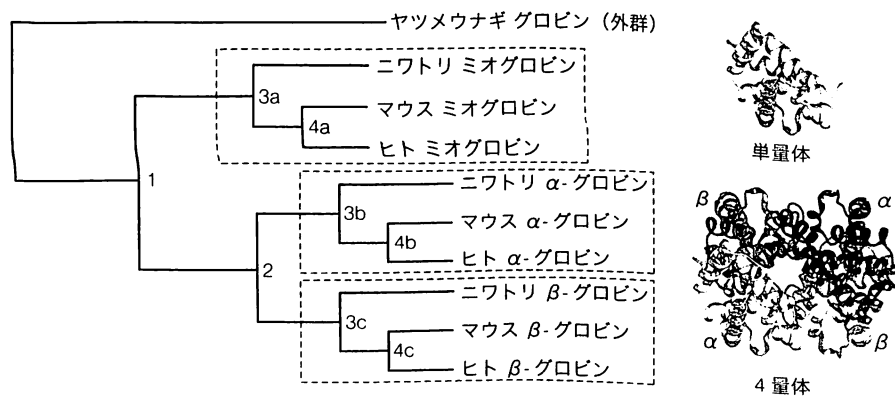 ヤツメウナギ グロビン (外群)
ニワトリ ミオグロビン
3a
マウス ミオグロビン
4a
ヒト ミオグロビン
単量体
1
ニワトリ α-グロビン
3b
マウス α-グロビン
4b
ヒト α-グロビン
2
ニワトリ β-グロビン
3c
マウス β-グロビン
4c
ヒト β-グロビン
β
α
α
β
4量体